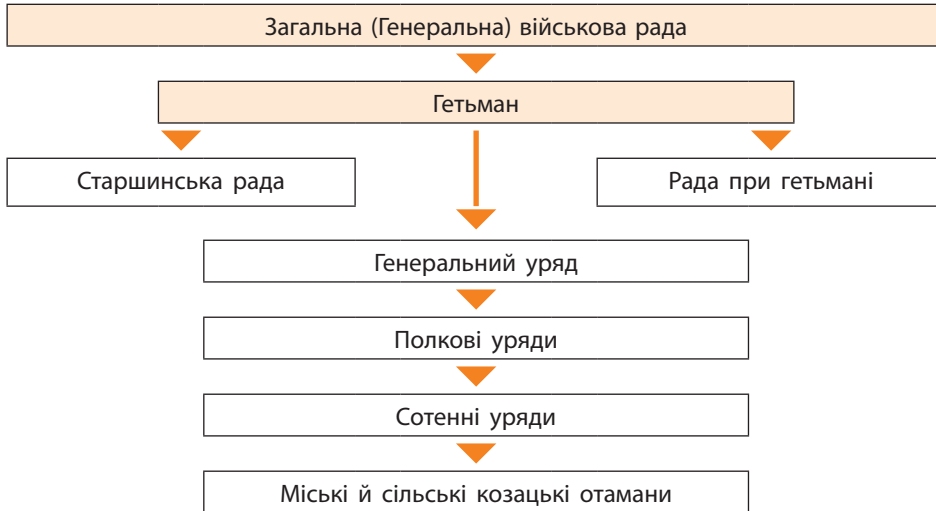 Загальна (Генеральна) військова рада
Гетьман
Старшинська рада
Рада при гетьмані
Генеральний уряд
Полкові уряди
Сотенні уряди
Міські й сільські козацькі отамани